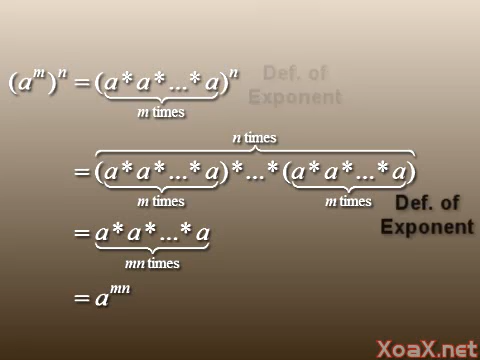 (a^m)^n = (a*a*...*a)^n Def. of
Exponent
m times
n times
= (a*a*...*a)*...*(a*a*...*a)
m times m times
Def. of
Exponent
= a*a*...*a
mn times
= a^mn
XoaX.net